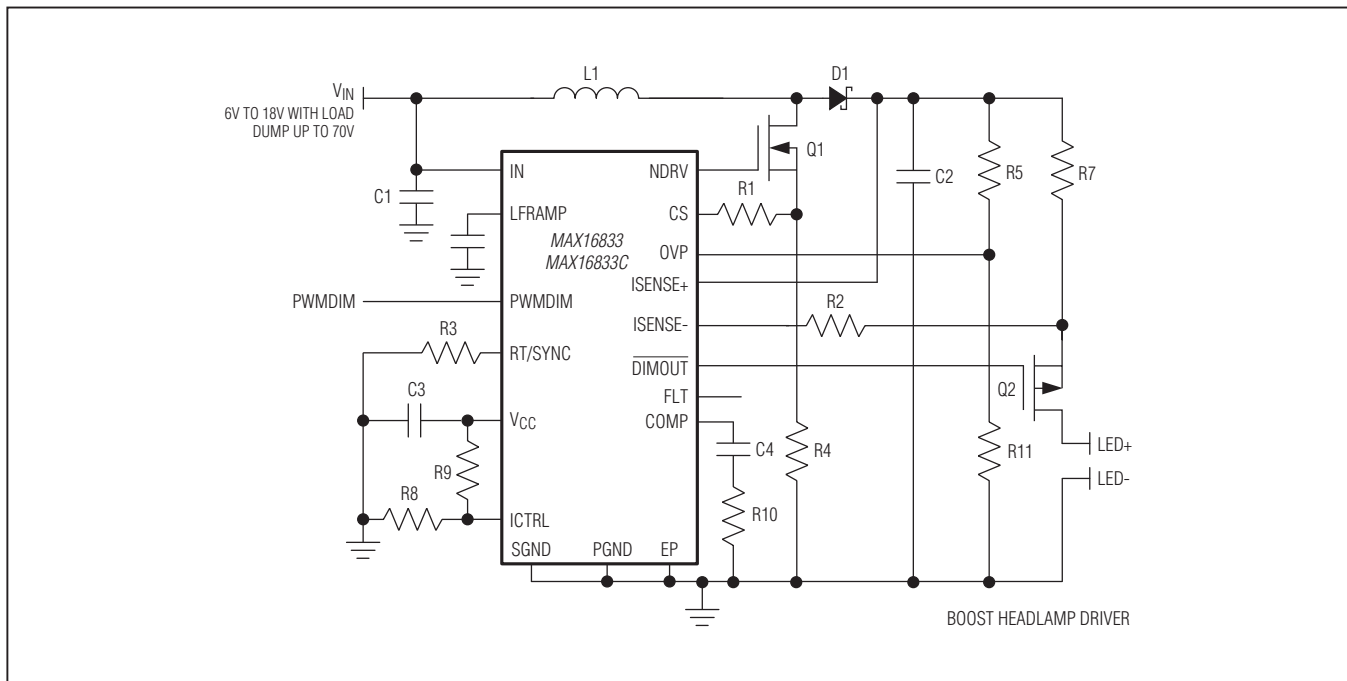 L1
D1
VIN
6V TO 18V WITH LOAD
DUMP UP TO 70V
Q1
IN
NDRV
C2
R5
R7
C1
R1
LFRAMP
CS
MAX16833
MAX16833C
OVP
ISENSE+
PWMDIM
PWMDIM
R2
ISENSE-
R3
RT/SYNC
DIMOUT
Q2
C3
FLT
VCC
COMP
C4
R4
R11
LED+
R9
LED-
R8
R10
ICTRL
SGND
PGND
EP
BOOST HEADLAMP DRIVER